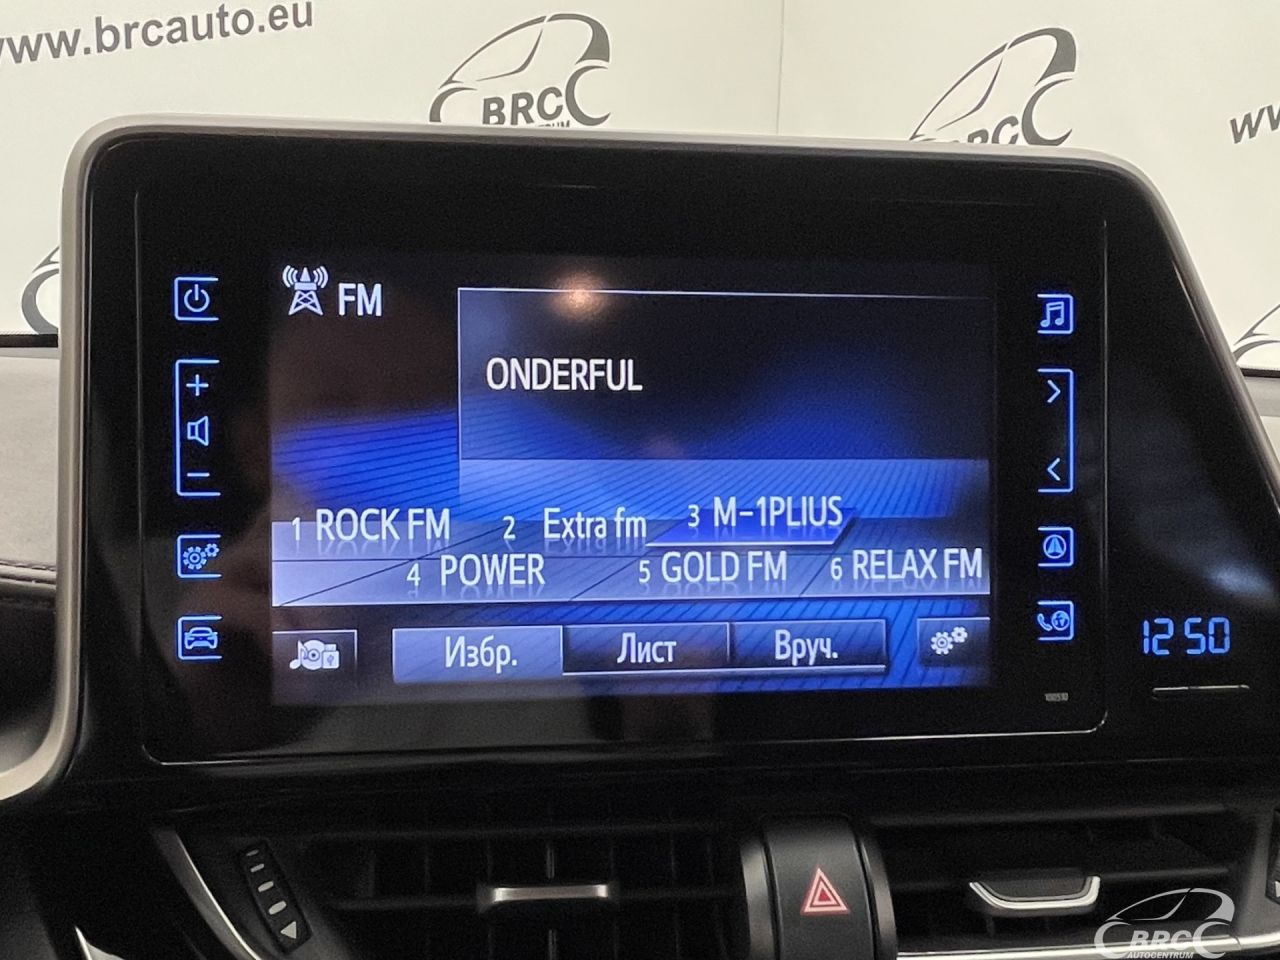 www.brcauto.eu
BRC
BRC
FM
ONDERFUL
1 ROCK FM 2 Extra fm 3 M-1PLIUS
4 POWER 5 GOLD FM 6 RELAX FM
Избр. Лист Вруч.
12 50
BRC
AUTOCENTRUM